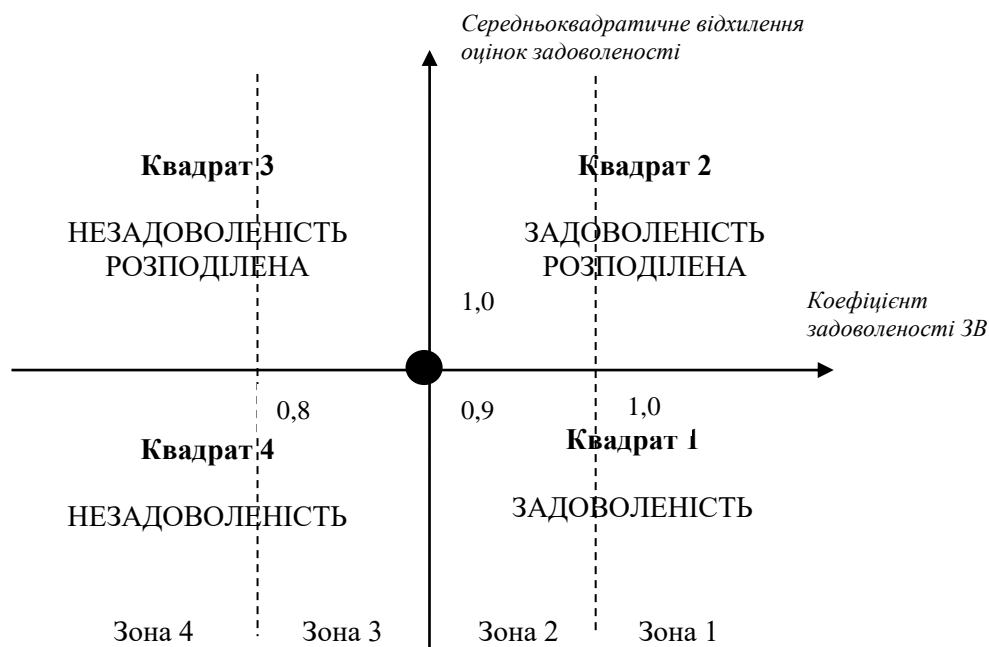 Середньоквадратичне відхилення
оцінок задоволеності
Квадрат 3
Квадрат 2
НЕЗАДОВОЛЕНІСТЬ
РОЗПОДІЛЕНА
ЗАДОВОЛЕНІСТЬ
РОЗПОДІЛЕНА
1,0
Коефіцієнт
задоволеності ЗВ
0,8
0,9
1,0
Квадрат 4
Квадрат 1
НЕЗАДОВОЛЕНІСТЬ
ЗАДОВОЛЕНІСТЬ
Зона 4
Зона 3
Зона 2
Зона 1